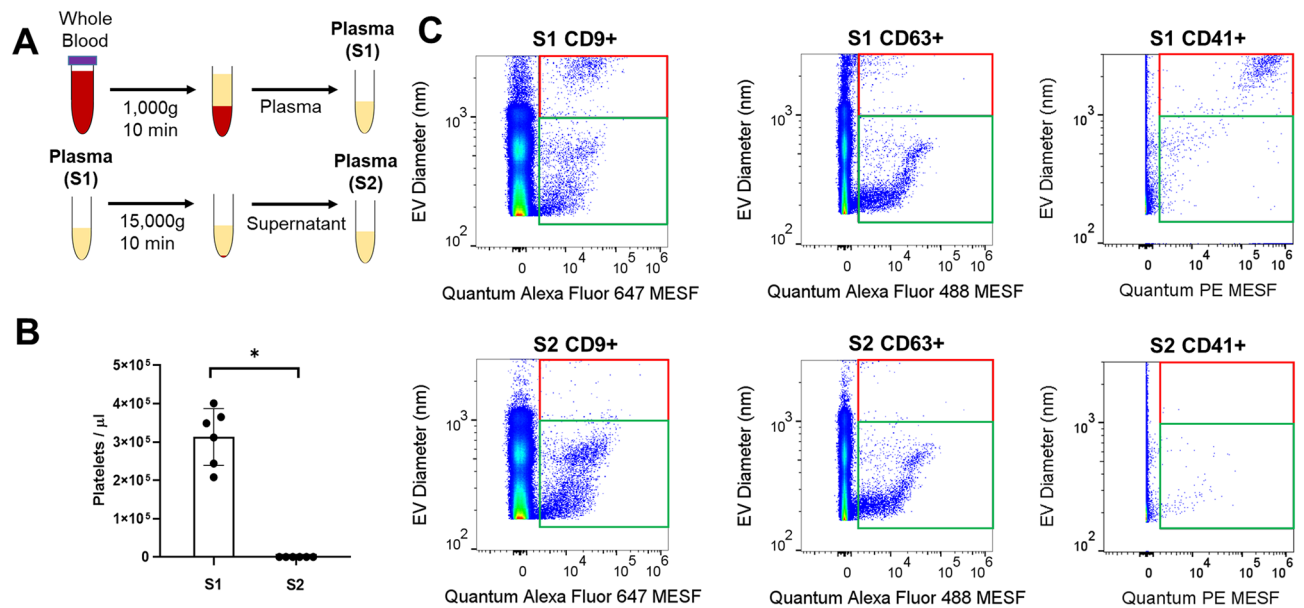 A
Whole
Blood
1,000g
10 min
Plasma
Plasma
(S1)
Plasma
(S1)
15,000g
10 min
Supernatant
Plasma
(S2)
B
*
Platelets / µl
5×10⁵
4×10⁵
3×10⁵
2×10⁵
1×10⁵
0
S1
S2
C
S1 CD9+
EV Diameter (nm)
10³
10²
0
10⁴
10⁵
10⁶
Quantum Alexa Fluor 647 MESF
S1 CD63+
EV Diameter (nm)
10³
10²
0
10⁴
10⁵
10⁶
Quantum Alexa Fluor 488 MESF
S1 CD41+
EV Diameter (nm)
10³
10²
0
10⁴
10⁵
10⁶
Quantum PE MESF
S2 CD9+
EV Diameter (nm)
10³
10²
0
10⁴
10⁵
10⁶
Quantum Alexa Fluor 647 MESF
S2 CD63+
EV Diameter (nm)
10³
10²
0
10⁴
10⁵
10⁶
Quantum Alexa Fluor 488 MESF
S2 CD41+
EV Diameter (nm)
10³
10²
0
10⁴
10⁵
10⁶
Quantum PE MESF